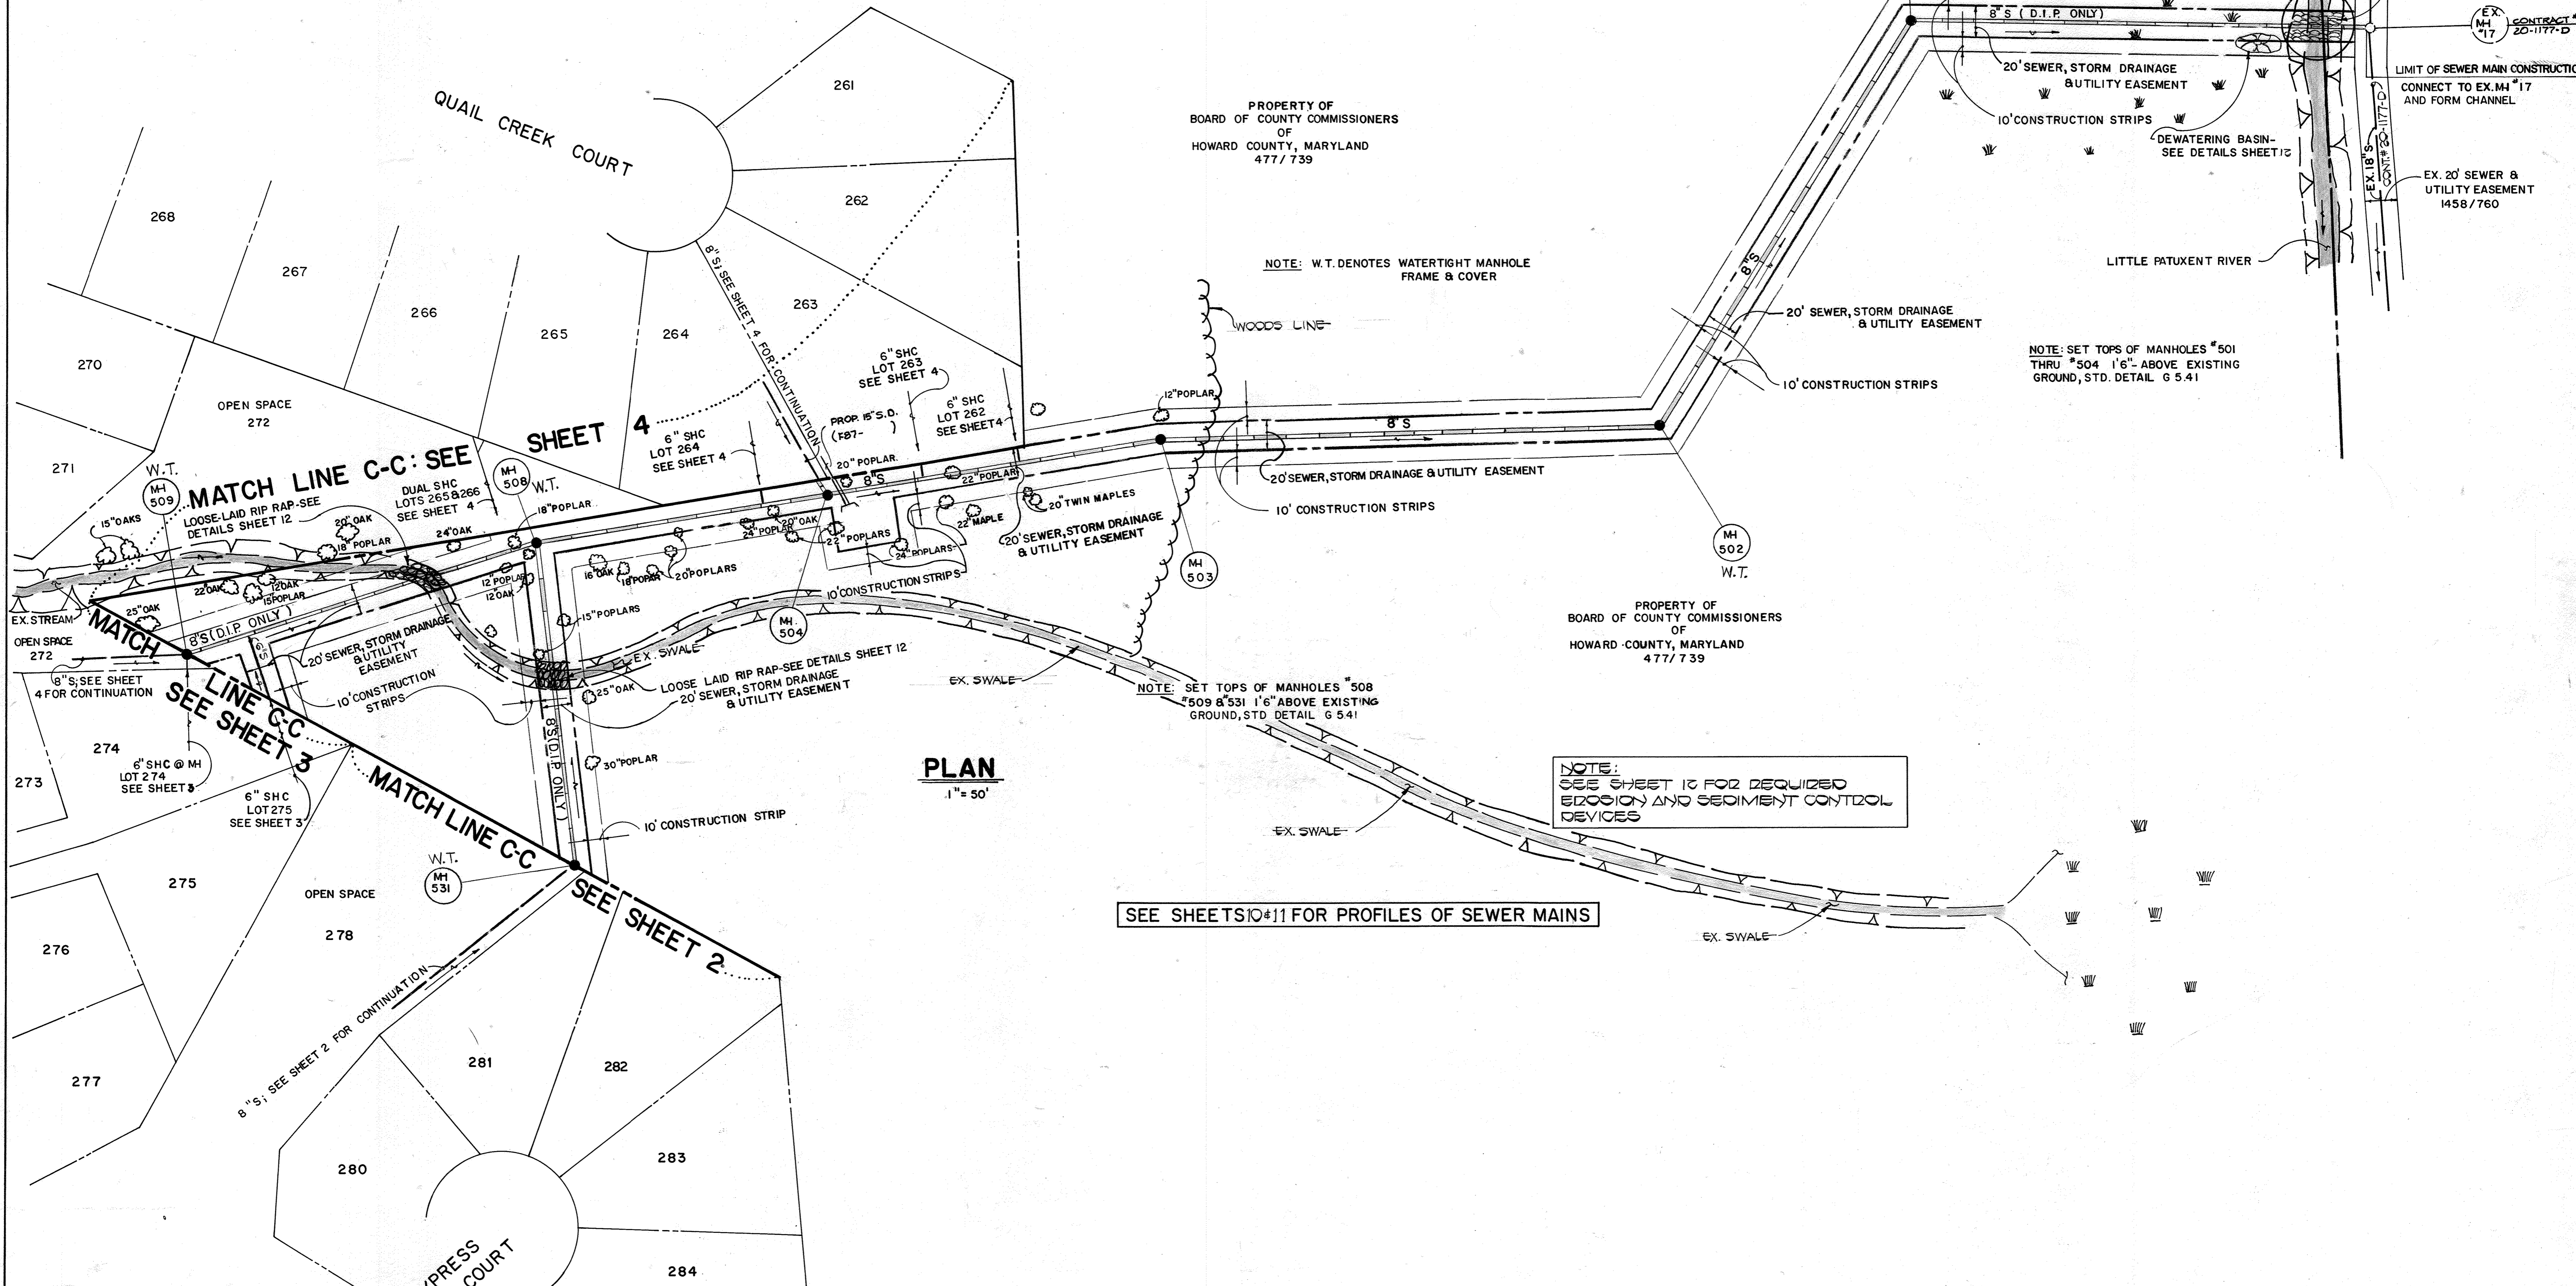 8"S (D.I.P. ONLY)
EX.
MH
#17
CONTRACT #
20-1177-D
LIMIT OF SEWER MAIN CONSTRUCTIO
CONNECT TO EX.MH #17
AND FORM CHANNEL
20' SEWER, STORM DRAINAGE
& UTILITY EASEMENT
10' CONSTRUCTION STRIPS
DEWATERING BASIN-
SEE DETAILS SHEET 12
EX.18"S
CONT.# 20-1177-D
EX. 20' SEWER &
UTILITY EASEMENT
1458/760
LITTLE PATUXENT RIVER
QUAIL CREEK COURT
261
262
263
264
265
266
267
268
270
271
PROPERTY OF
BOARD OF COUNTY COMMISSIONERS
OF
HOWARD COUNTY, MARYLAND
477/739
NOTE: W.T. DENOTES WATERTIGHT MANHOLE
FRAME & COVER
WOODS LINE
8"S
20' SEWER, STORM DRAINAGE
& UTILITY EASEMENT
10' CONSTRUCTION STRIPS
NOTE: SET TOPS OF MANHOLES #501
THRU #504 1'6"- ABOVE EXISTING
GROUND, STD. DETAIL G 5.41
8"S; SEE SHEET 4 FOR CONTINUATION
OPEN SPACE
272
MATCH LINE C-C: SEE SHEET 4
6" SHC
LOT 263
SEE SHEET 4
PROP. 15" S.D.
(F87- )
6" SHC
LOT 262
SEE SHEET 4
6" SHC
LOT 264
SEE SHEET 4
12" POPLAR
8"S
20" POPLAR
8"S
22" POPLAR
20" TWIN MAPLES
22" MAPLE
20' SEWER, STORM DRAINAGE
& UTILITY EASEMENT
20' SEWER, STORM DRAINAGE & UTILITY EASEMENT
10' CONSTRUCTION STRIPS
W.T.
MH
509
MH
508
W.T.
DUAL SHC
LOTS 265 & 266
SEE SHEET 4
LOOSE-LAID RIP RAP-SEE
DETAILS SHEET 12
15" OAKS
20" OAK
18" POPLAR
24" OAK
18" POPLAR
20" OAK
24" POPLAR
22" POPLARS
24" POPLARS
16" OAK
18" POPLAR
20" POPLARS
12" POPLAR
12" OAK
15" POPLARS
22" OAK
12" OAK
15" POPLAR
25" OAK
EX. STREAM
OPEN SPACE
272
8"S (D.I.P. ONLY)
6"S
8"S; SEE SHEET
4 FOR CONTINUATION
20' SEWER, STORM DRAINAGE
& UTILITY
EASEMENT
10' CONSTRUCTION
STRIPS
10' CONSTRUCTION STRIPS
MH
504
MH
503
MH
502
W.T.
EX. SWALE
LOOSE LAID RIP RAP-SEE DETAILS SHEET 12
20' SEWER, STORM DRAINAGE
& UTILITY EASEMENT
25" OAK
EX. SWALE
PROPERTY OF
BOARD OF COUNTY COMMISSIONERS
OF
HOWARD COUNTY, MARYLAND
477/739
NOTE: SET TOPS OF MANHOLES #508
#509 & #531 1'6" ABOVE EXISTING
GROUND, STD DETAIL G 5.41
MATCH LINE C-C
SEE SHEET 3
274
273
6" SHC @ MH
LOT 274
SEE SHEET 3
6" SHC
LOT 275
SEE SHEET 3
8"S (D.I.P. ONLY)
30" POPLAR
10' CONSTRUCTION STRIP
PLAN
1" = 50'
NOTE:
SEE SHEET 12 FOR REQUIRED
EROSION AND SEDIMENT CONTROL
DEVICES
EX. SWALE
EX. SWALE
SEE SHEETS 10 & 11 FOR PROFILES OF SEWER MAINS
MATCH LINE C-C
SEE SHEET 2
W.T.
MH
531
275
OPEN SPACE
278
276
277
8"S; SEE SHEET 2 FOR CONTINUATION
281
282
280
283
284
YPRESS
COURT